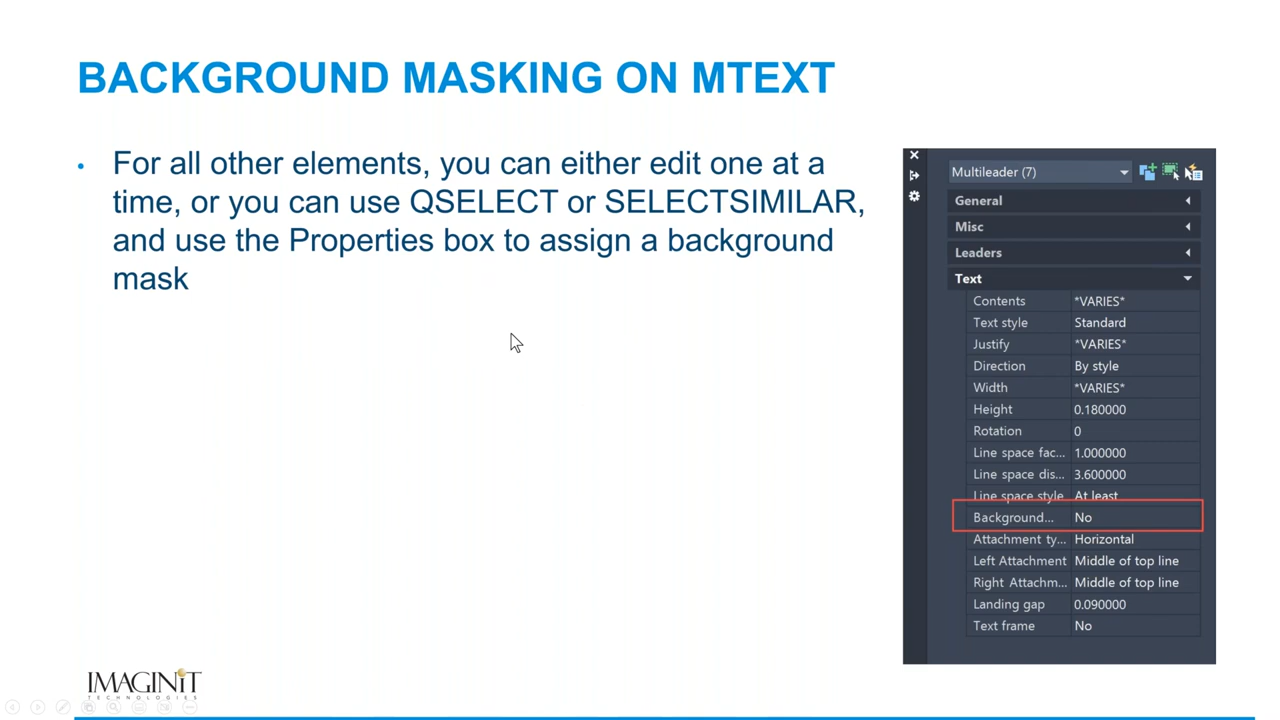 BACKGROUND MASKING ON MTEXT
• For all other elements, you can either edit one at a
time, or you can use QSELECT or SELECTSIMILAR,
and use the Properties box to assign a background
mask
Multileader (7)
General
Misc
Leaders
Text
Contents *VARIES*
Text style Standard
Justify *VARIES*
Direction By style
Width *VARIES*
Height 0.180000
Rotation 0
Line space fac... 1.000000
Line space dis... 3.600000
Line space style At least
Background... No
Attachment ty... Horizontal
Left Attachment Middle of top line
Right Attachm... Middle of top line
Landing gap 0.090000
Text frame No
IMAGINiT
TECHNOLOGIES